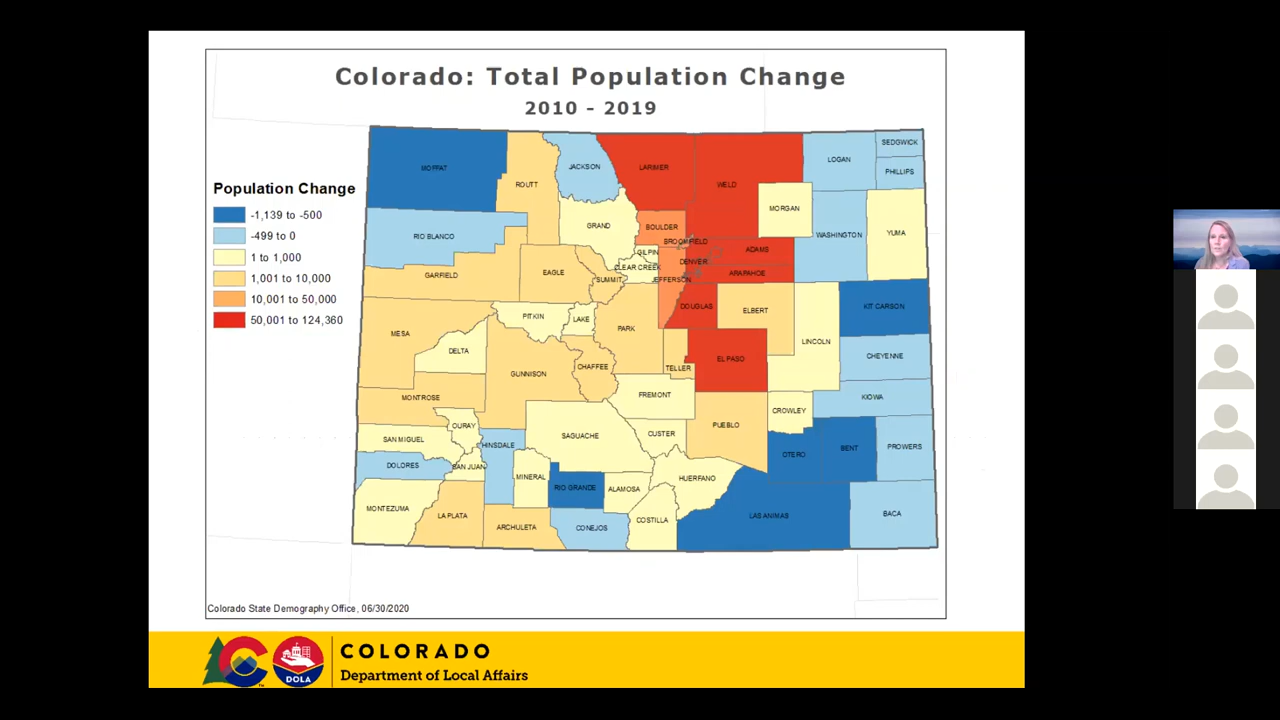 Colorado: Total Population Change
2010 - 2019
Population Change
-1,139 to -500
-499 to 0
1 to 1,000
1,001 to 10,000
10,001 to 50,000
50,001 to 124,360
MOFFAT
ROUTT
JACKSON
LARIMER
WELD
LOGAN
SEDGWICK
PHILLIPS
MORGAN
RIO BLANCO
GRAND
BOULDER
BROOMFIELD
WASHINGTON
YUMA
GILPIN
ADAMS
CLEAR CREEK
DENVER
GARFIELD
EAGLE
SUMMIT
JEFFERSON
ARAPAHOE
PITKIN
LAKE
PARK
DOUGLAS
ELBERT
KIT CARSON
MESA
DELTA
LINCOLN
CHEYENNE
GUNNISON
CHAFFEE
TELLER
EL PASO
MONTROSE
FREMONT
KIOWA
CROWLEY
OURAY
PUEBLO
SAN MIGUEL
HINSDALE
SAGUACHE
CUSTER
OTERO
BENT
PROWERS
DOLORES
SAN JUAN
MINERAL
RIO GRANDE
ALAMOSA
HUERFANO
MONTEZUMA
LA PLATA
ARCHULETA
CONEJOS
COSTILLA
LAS ANIMAS
BACA
Colorado State Demography Office, 06/30/2020
DOLA
COLORADO
Department of Local Affairs